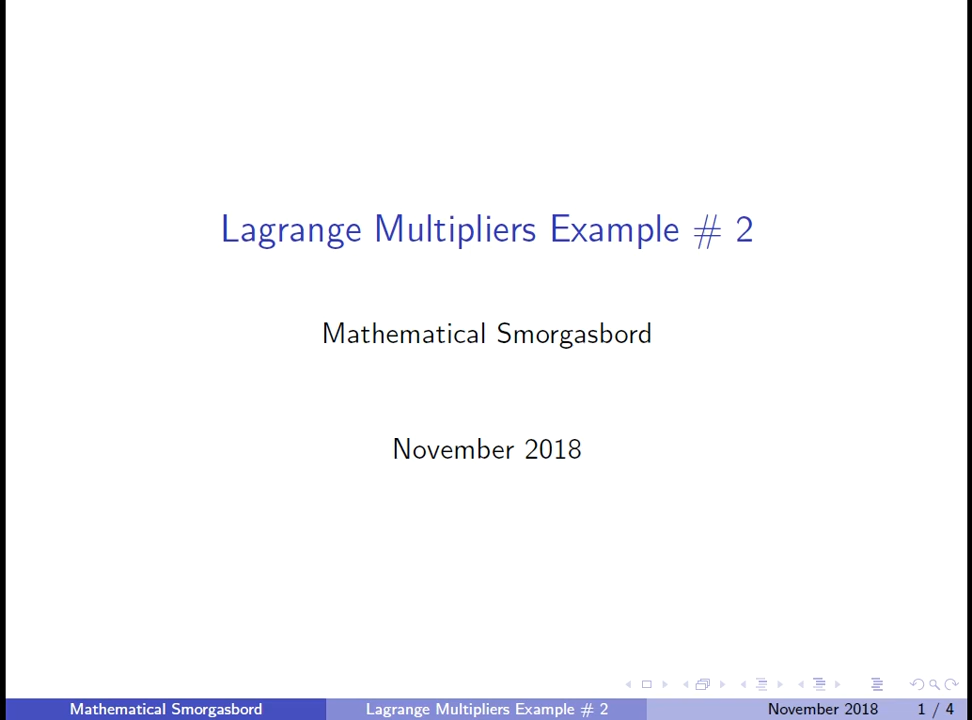 Lagrange Multipliers Example # 2
Mathematical Smorgasbord
November 2018
Mathematical Smorgasbord
Lagrange Multipliers Example # 2
November 2018
1 / 4